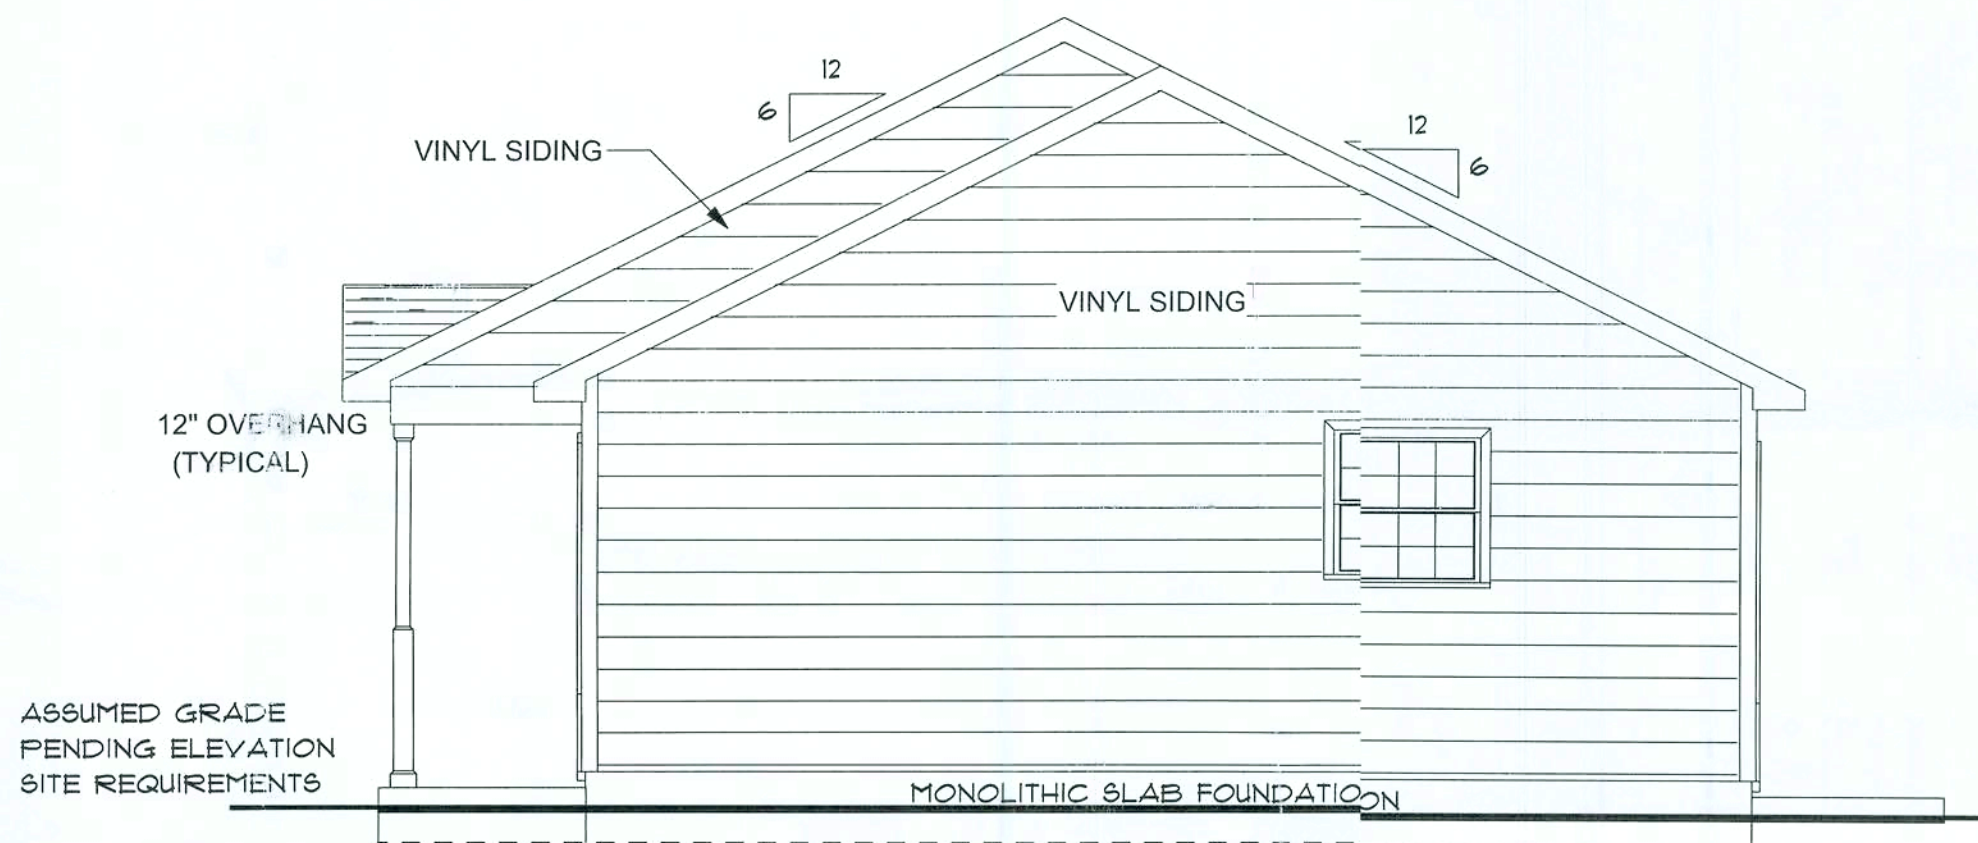 12
6
VINYL SIDING
12
6
VINYL SIDING
12" OVERHANG
(TYPICAL)
ASSUMED GRADE
PENDING ELEVATION
SITE REQUIREMENTS
MONOLITHIC SLAB FOUNDATION